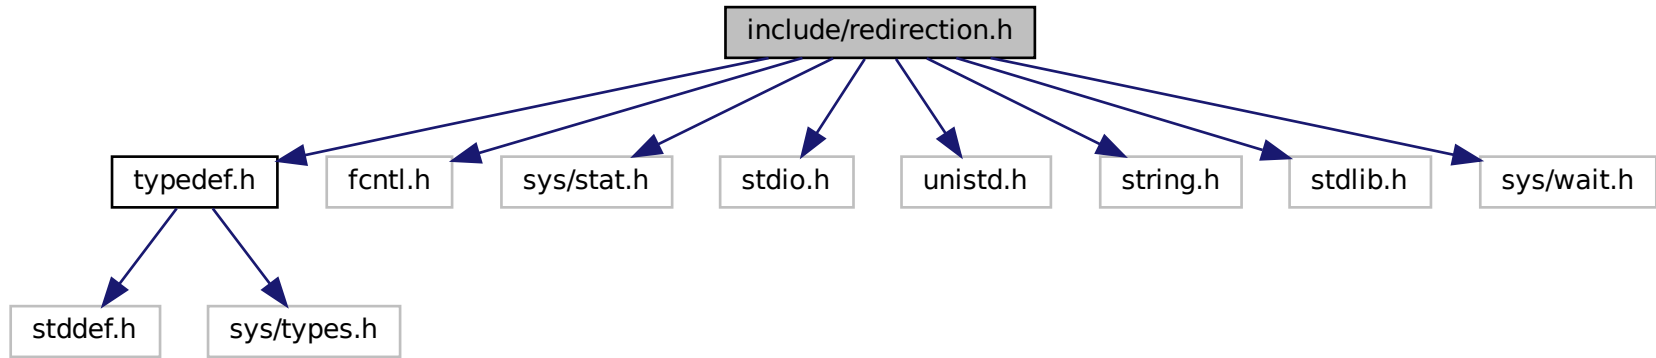 include/redirection.h
typedef.h
fcntl.h
sys/stat.h
stdio.h
unistd.h
string.h
stdlib.h
sys/wait.h
stddef.h
sys/types.h